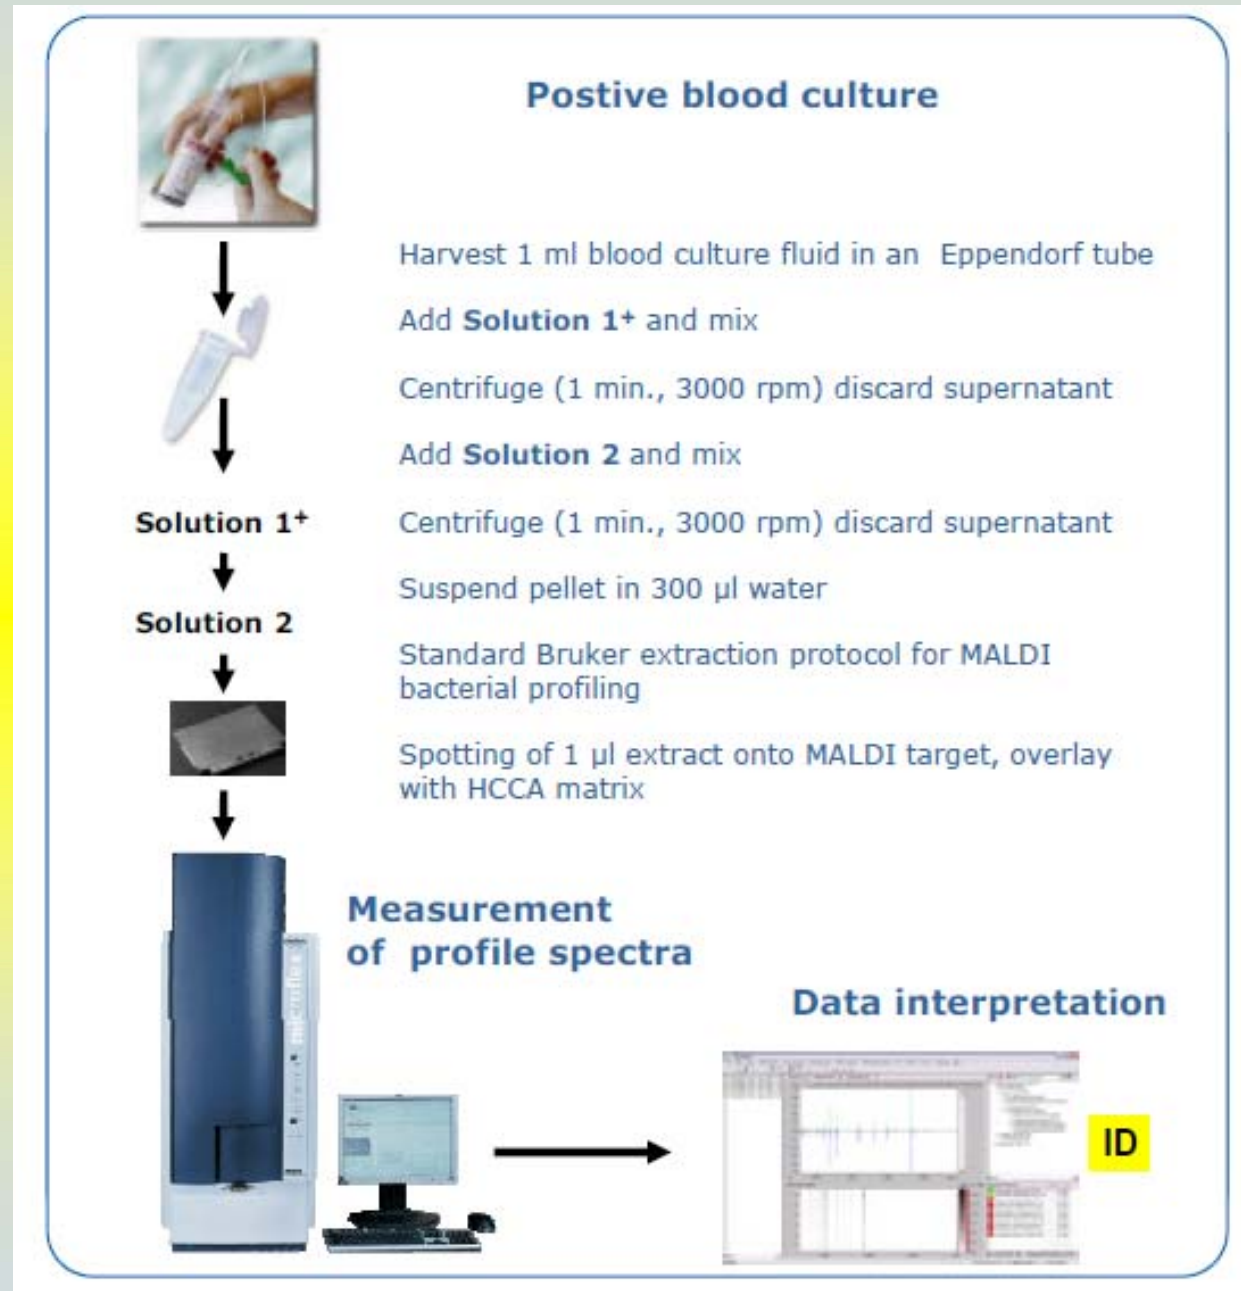 Postive blood culture
Harvest 1 ml blood culture fluid in an Eppendorf tube
Add Solution 1+ and mix
Centrifuge (1 min., 3000 rpm) discard supernatant
Add Solution 2 and mix
Solution 1+
Centrifuge (1 min., 3000 rpm) discard supernatant
Suspend pellet in 300 µl water
Solution 2
Standard Bruker extraction protocol for MALDI
bacterial profiling
Spotting of 1 µl extract onto MALDI target, overlay
with HCCA matrix
microflex
Measurement
of profile spectra
Data interpretation
ID